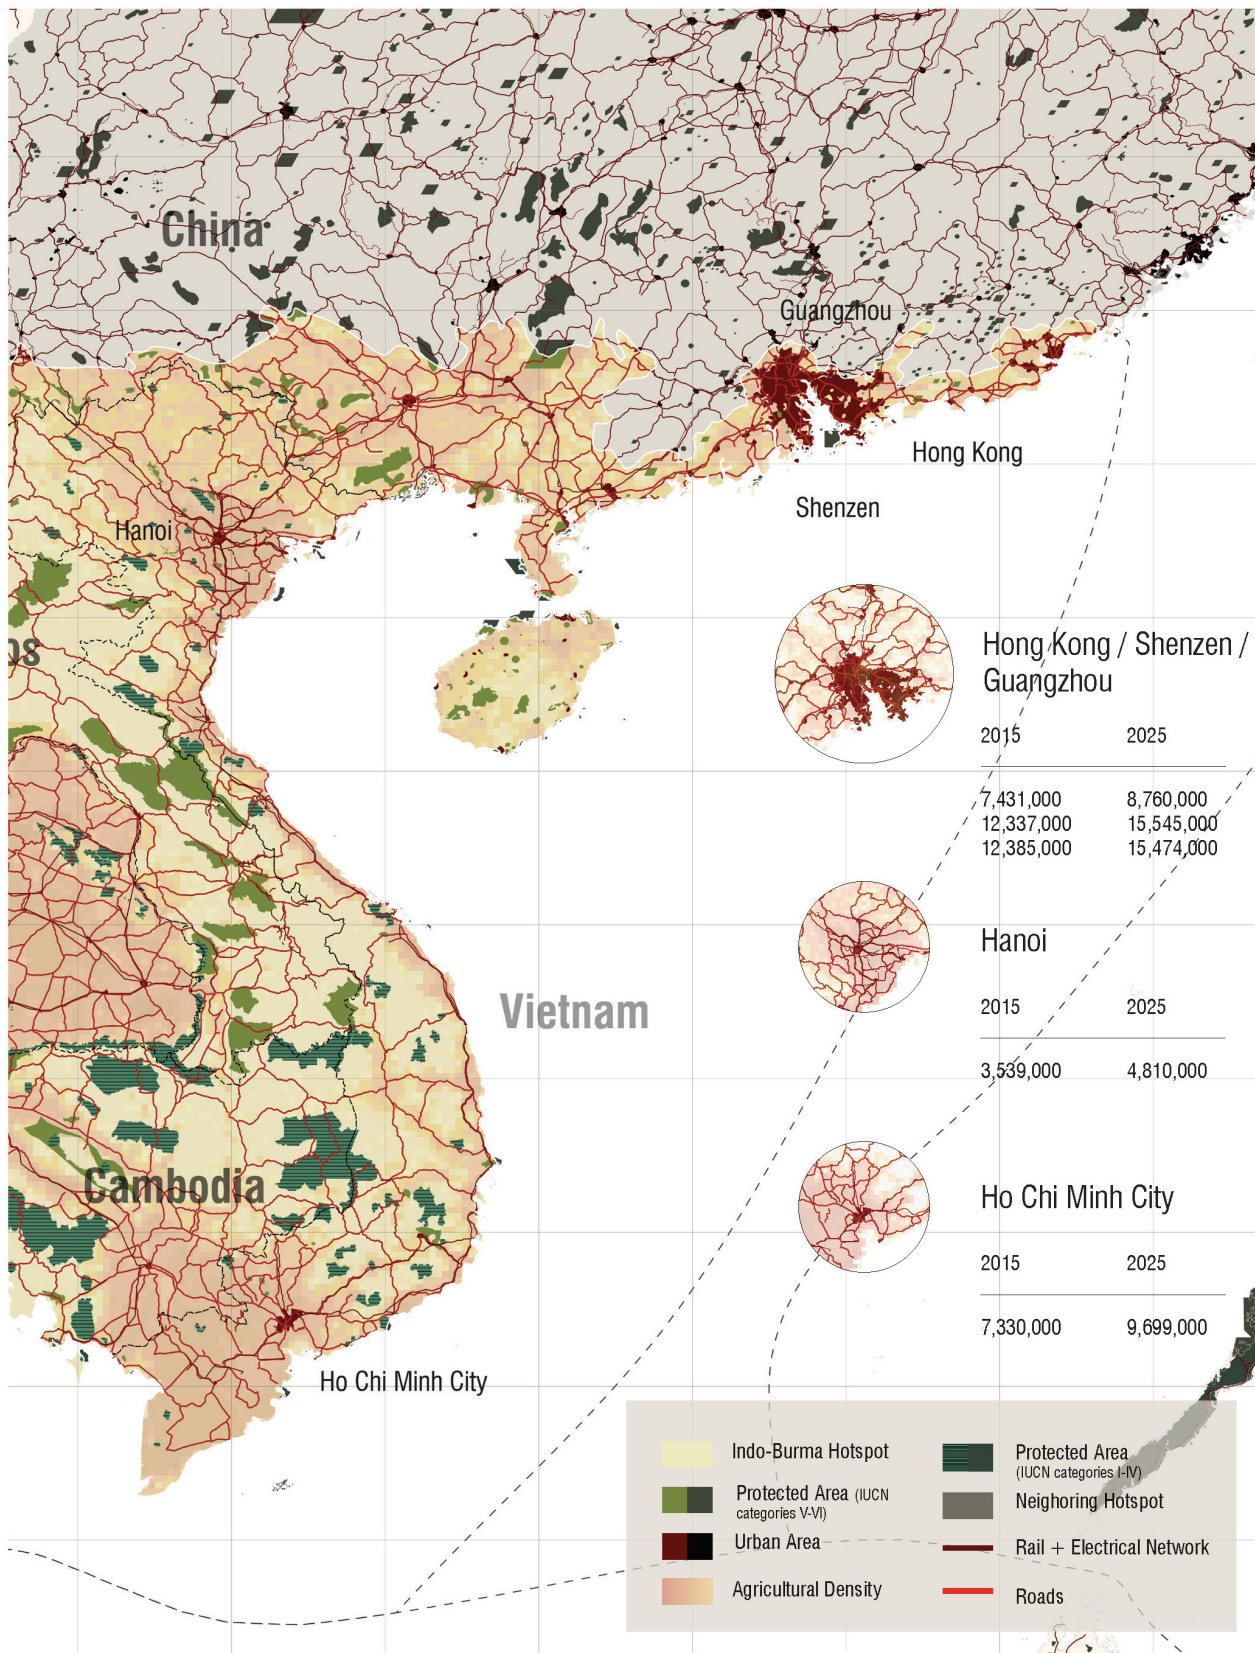 China
Guangzhou
Hong Kong
Shenzen
Hanoi
os
Hong Kong / Shenzen /
Guangzhou
2015 2025
7,431,000 8,760,000
12,337,000 15,545,000
12,385,000 15,474,000
Hanoi
2015 2025
3,539,000 4,810,000
Vietnam
Cambodia
Ho Chi Minh City
2015 2025
7,330,000 9,699,000
Ho Chi Minh City
Indo-Burma Hotspot
Protected Area (IUCN
categories V-VI)
Urban Area
Agricultural Density
Protected Area
(IUCN categories I-IV)
Neighoring Hotspot
Rail + Electrical Network
Roads